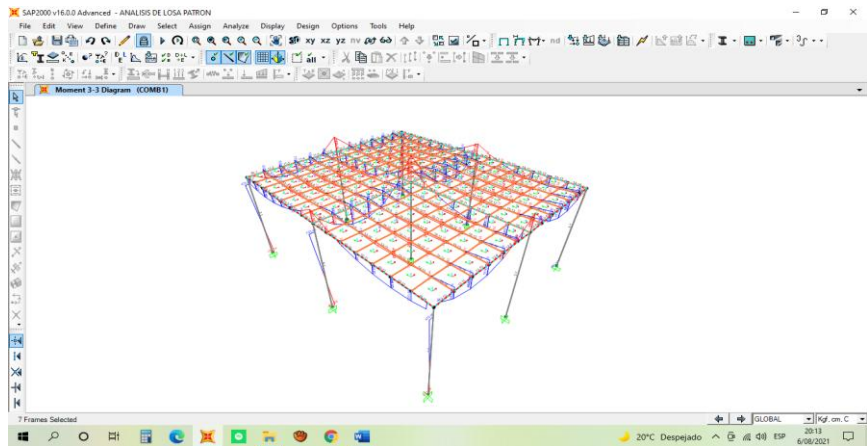 SAP2000 v16.0.0 Advanced - ANALISIS DE LOSA PATRON
File Edit View Define Draw Select Assign Analyze Display Design Options Tools Help
xy xz yz nv
nd
all
Moment 3-3 Diagram (COMB1)
7 Frames Selected
GLOBAL
Kgf, cm, C
20°C Despejado
ESP
20:13
6/08/2021